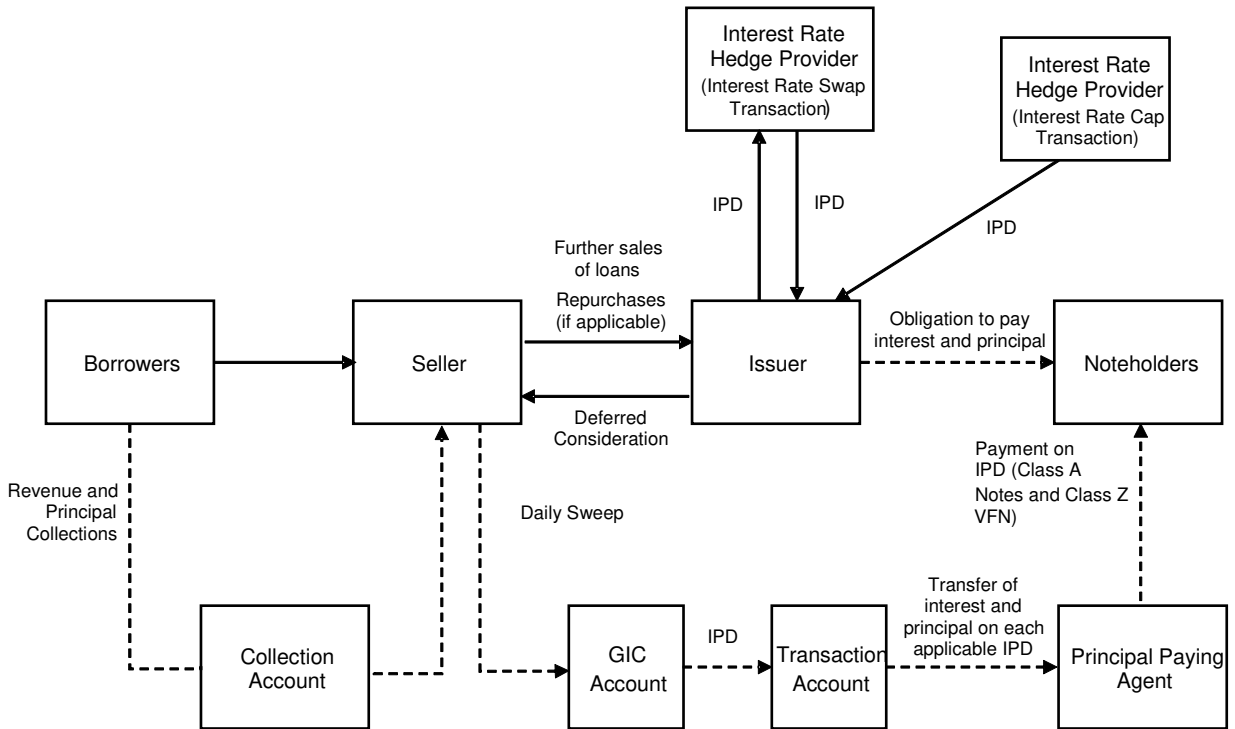 Interest Rate
Hedge Provider
(Interest Rate Swap
Transaction)
Interest Rate
Hedge Provider
(Interest Rate Cap
Transaction)
IPD
IPD
IPD
Further sales
of loans
Repurchases
(if applicable)
Obligation to pay
interest and principal
Borrowers
Seller
Issuer
Noteholders
Deferred
Consideration
Payment on
IPD (Class A
Notes and Class Z
VFN)
Revenue and
Principal
Collections
Daily Sweep
Transfer of
interest and
principal on each
applicable IPD
Collection
Account
GIC
Account
IPD
Transaction
Account
Principal Paying
Agent